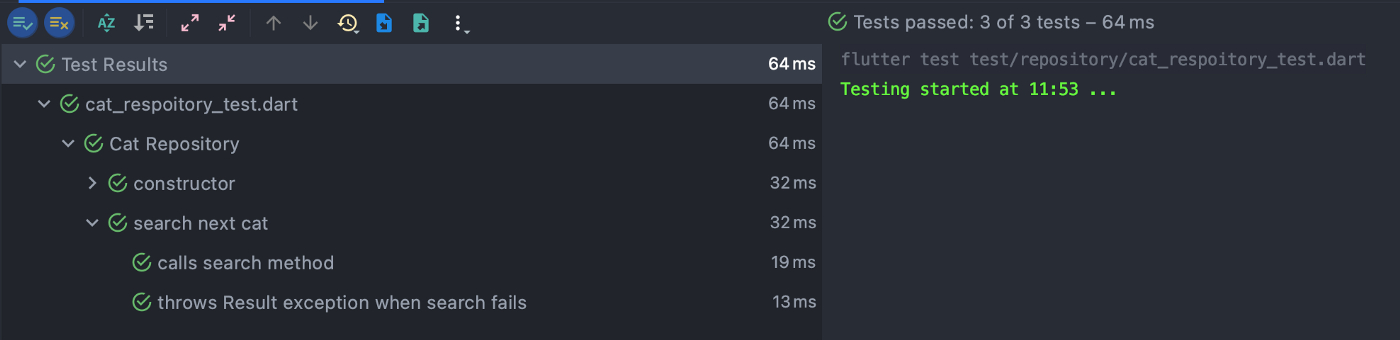 Tests passed: 3 of 3 tests – 64 ms
Test Results 64 ms
flutter test test/repository/cat_respoitory_test.dart
Testing started at 11:53 ...
cat_respoitory_test.dart 64 ms
Cat Repository 64 ms
constructor 32 ms
search next cat 32 ms
calls search method 19 ms
throws Result exception when search fails 13 ms